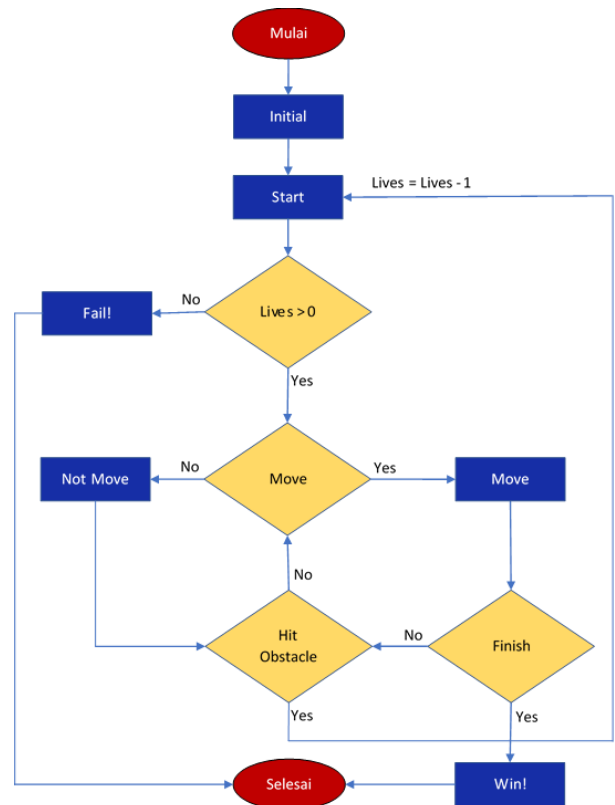 Mulai
Initial
Lives = Lives - 1
Start
No
Lives > 0
Fail!
Yes
No
Yes
Not Move
Move
Move
No
Hit
Obstacle
No
Finish
Yes
Yes
Selesai
Win!